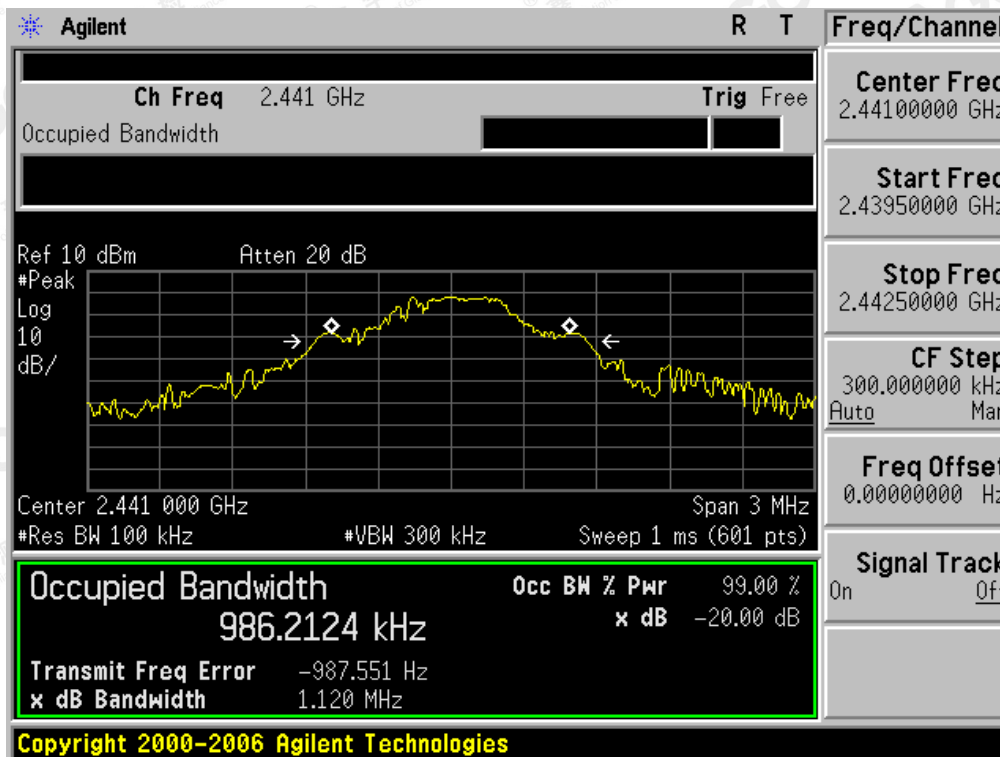 Agilent R T Freq/Channel
Ch Freq 2.441 GHz Trig Free
Occupied Bandwidth
Center Freq
2.44100000 GHz
Start Freq
2.43950000 GHz
Stop Freq
2.44250000 GHz
CF Step
300.000000 kHz
Auto Man
Freq Offset
0.00000000 Hz
Signal Track
On Off
Ref 10 dBm Atten 20 dB
#Peak
Log
10
dB/
Center 2.441 000 GHz Span 3 MHz
#Res BW 100 kHz #VBW 300 kHz Sweep 1 ms (601 pts)
Occupied Bandwidth Occ BW % Pwr 99.00 %
986.2124 kHz x dB -20.00 dB
Transmit Freq Error -987.551 Hz
x dB Bandwidth 1.120 MHz
Copyright 2000-2006 Agilent Technologies